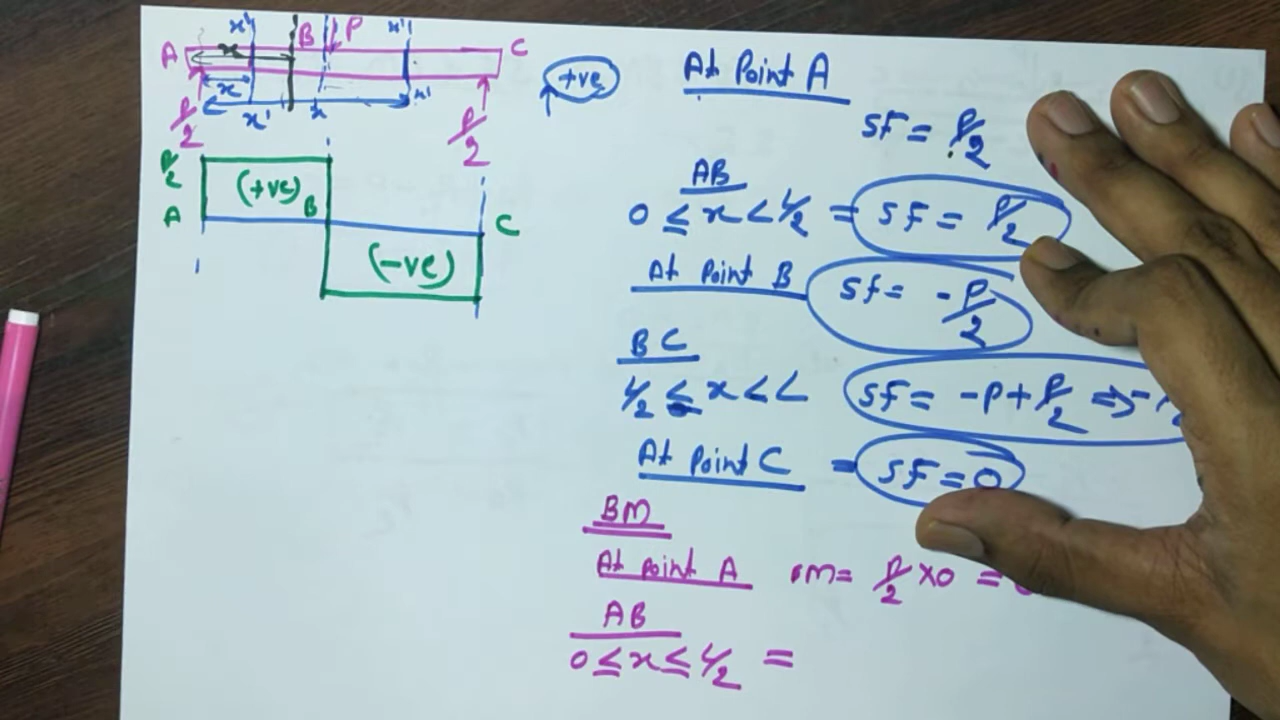 x' B P x'
A x C
x
x' x x'
P/2 P/2
+ve
P/2 (+ve) B
A C
(-ve)
At Point A
SF = P/2
AB
0 ≤ x < L/2 = SF = P/2
At Point B SF = -P/2
BC
L/2 ≤ x < L SF = -P + P/2 ⇒ -
At Point C = SF = 0
BM
At Point A BM = P/2 x 0 =
AB
0 ≤ x ≤ L/2 =